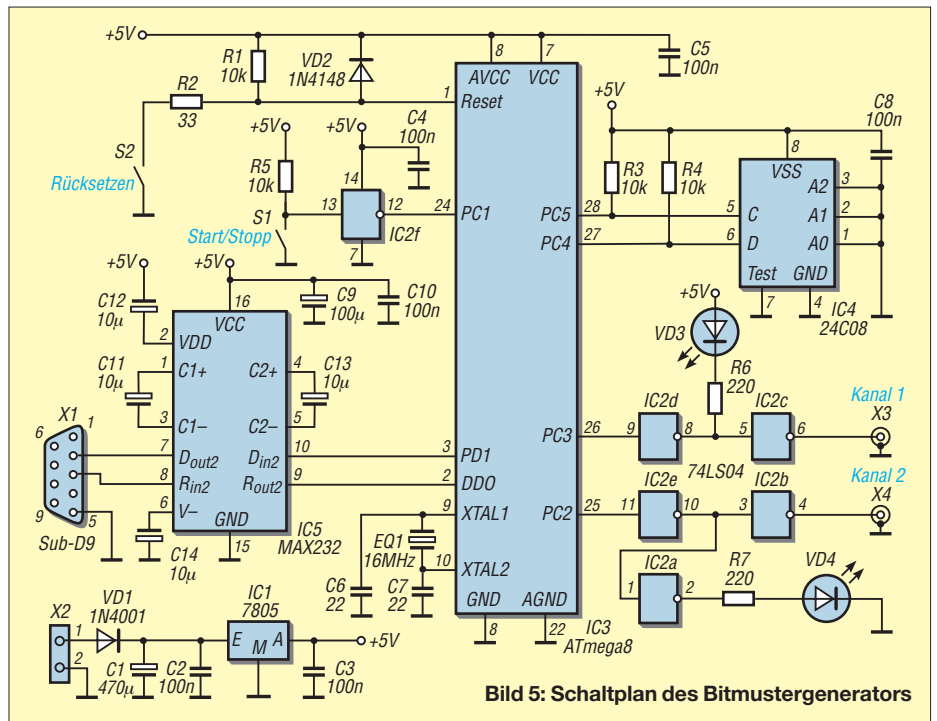 +5V
R1
10k
VD2
1N4148
8
7
AVCC
VCC
C5
100n
R2
33
1
Reset
+5V
C8
100n
S2
Rücksetzen
+5V
+5V
C4
100n
R5
10k
14
13
12
24
PC1
IC2f
7
S1
Start/Stopp
R3
10k
R4
10k
8
VSS
A2
3
A1
2
A0
1
PC5
28
5
C
PC4
27
6
D
Test
GND
7
4
IC4
24C08
+5V
+5V
C12
10µ
16
VCC
C9
100µ
C10
100n
2
VDD
C11
10µ
1
C1+
C2+
4
C13
10µ
3
C1–
C2–
5
X1
6
1
9
5
Sub-D9
7
Dout2
Din2
10
3
PD1
8
Rin2
Rout2
9
2
DDO
6
V–
GND
15
IC5
MAX232
C14
10µ
+5V
VD3
R6
220
IC2d
IC2c
Kanal 1
X3
PC3
26
9
8
5
6
74LS04
Kanal 2
X4
IC2e
IC2b
PC2
25
11
10
3
4
9
XTAL1
EQ1
16MHz
10
XTAL2
C6
22
C7
22
IC2a
1
2
R7
220
VD4
GND
AGND
8
22
IC3
ATmega8
X2
1
2
VD1
1N4001
IC1
7805
E
M
A
+5V
C1
470µ
C2
100n
C3
100n
Bild 5: Schaltplan des Bitmustergenerators